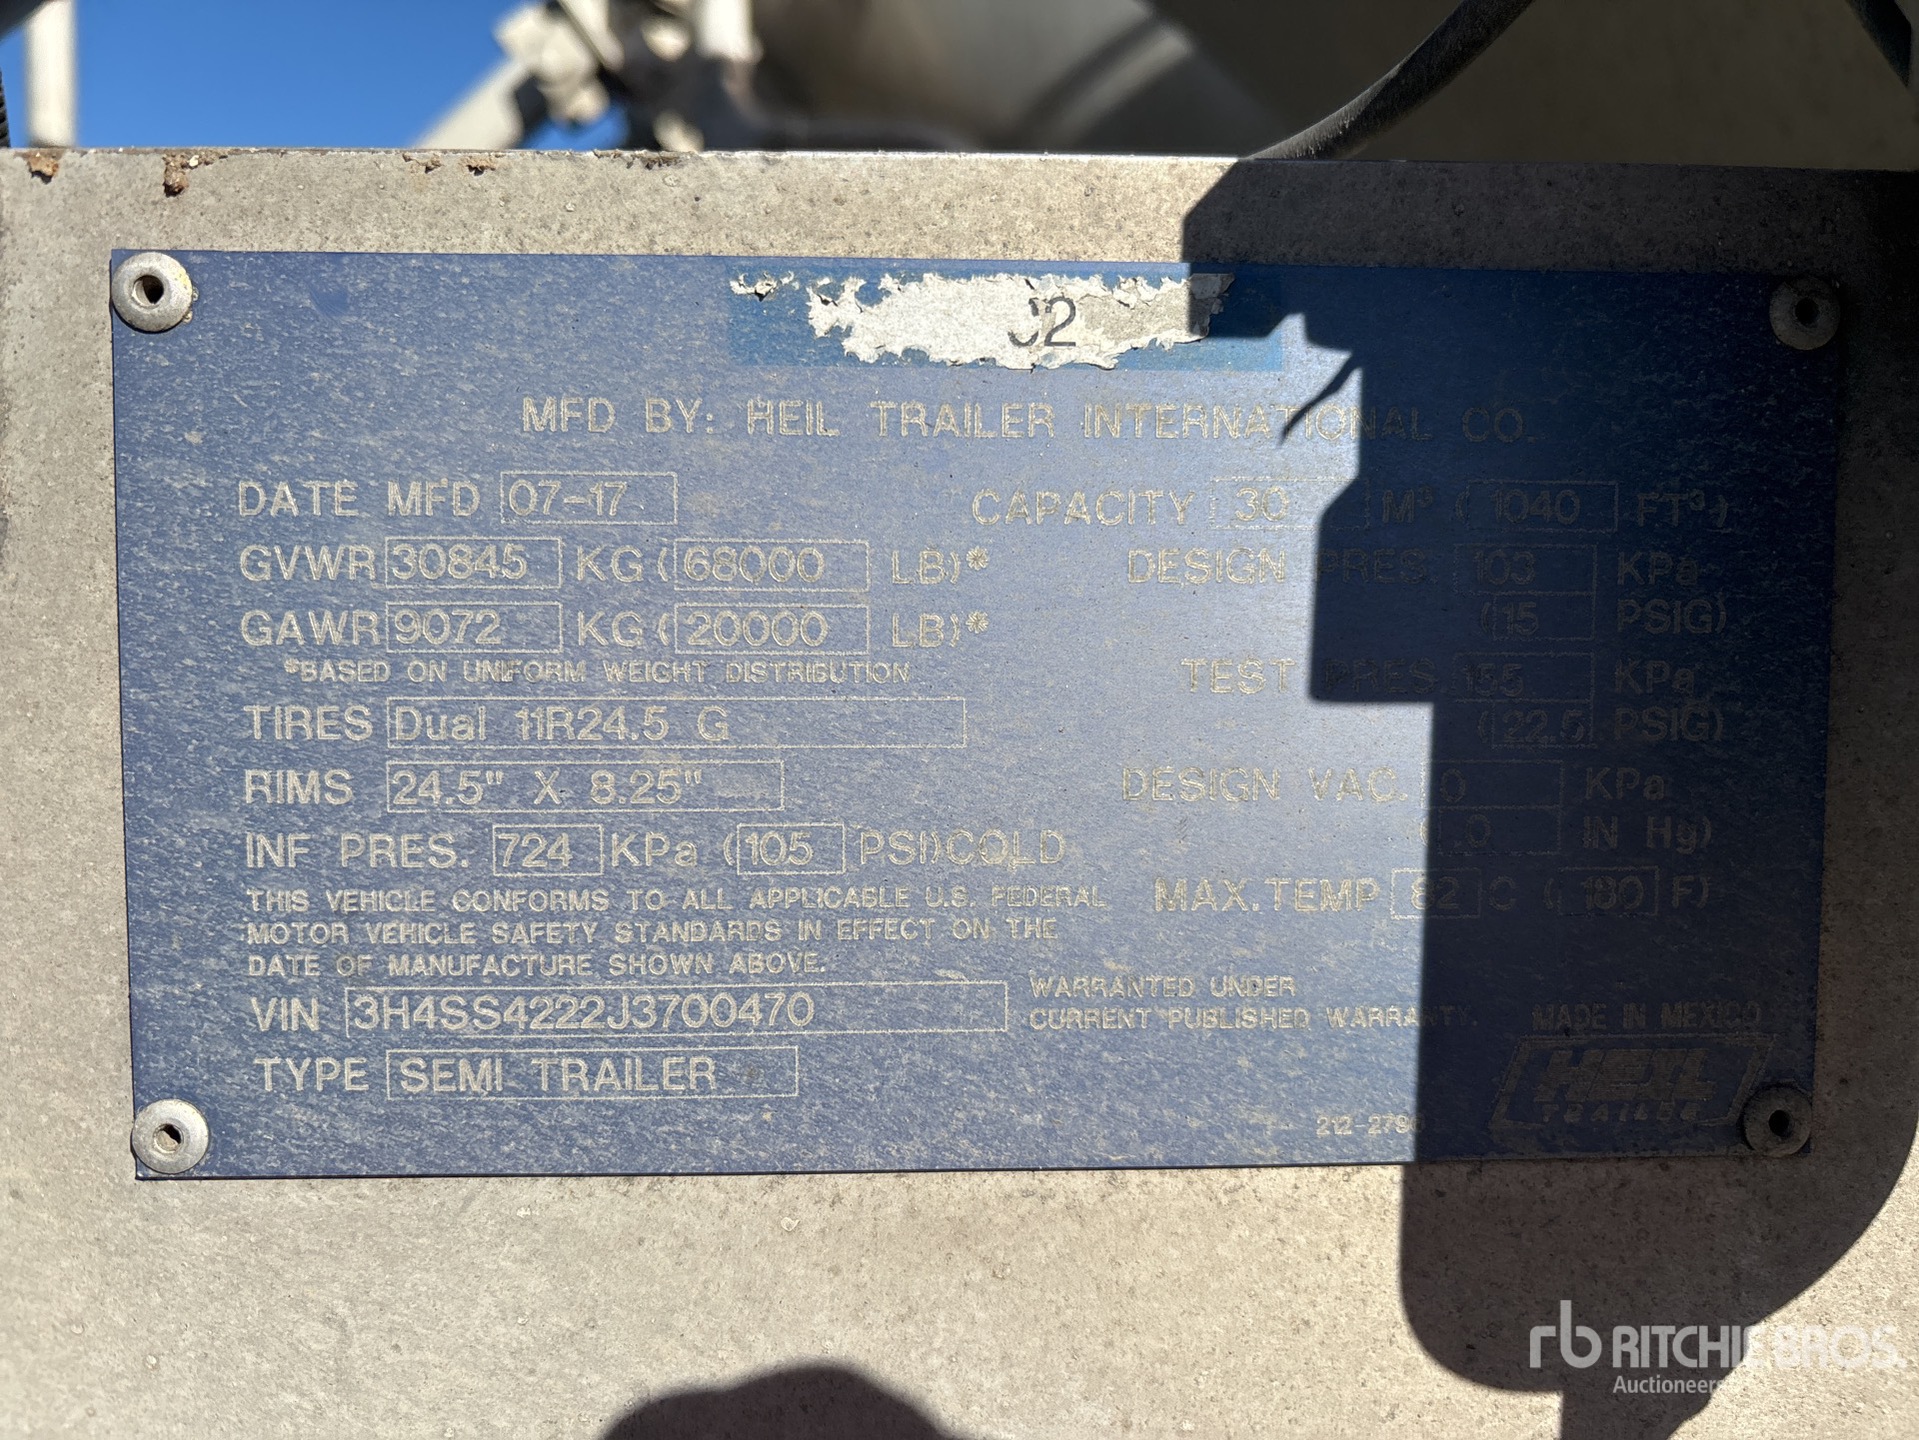 J2
MFD BY: HEIL TRAILER INTERNATIONAL CO.
DATE MFD 07-17
CAPACITY 30 M³ (1040 FT³)
GVWR 30845 KG (68000 LB)*
DESIGN PRES. 103 KPa
GAWR 9072 KG (20000 LB)*
(15 PSIG)
*BASED ON UNIFORM WEIGHT DISTRIBUTION
TEST PRES. 155 KPa
TIRES Dual 11R24.5 G
(22.5 PSIG)
RIMS 24.5" X 8.25"
DESIGN VAC. 0 KPa
(.0 IN Hg)
INF PRES. 724 KPa (105 PSI) COLD
MAX. TEMP 82 C (180 F)
THIS VEHICLE CONFORMS TO ALL APPLICABLE U.S. FEDERAL
MOTOR VEHICLE SAFETY STANDARDS IN EFFECT ON THE
DATE OF MANUFACTURE SHOWN ABOVE.
VIN 3H4SS4222J3700470
WARRANTED UNDER
CURRENT PUBLISHED WARRANTY.
MADE IN MEXICO
TYPE SEMI TRAILER
HEIL
TRAILER
rb RITCHIE BROS.
Auctioneers